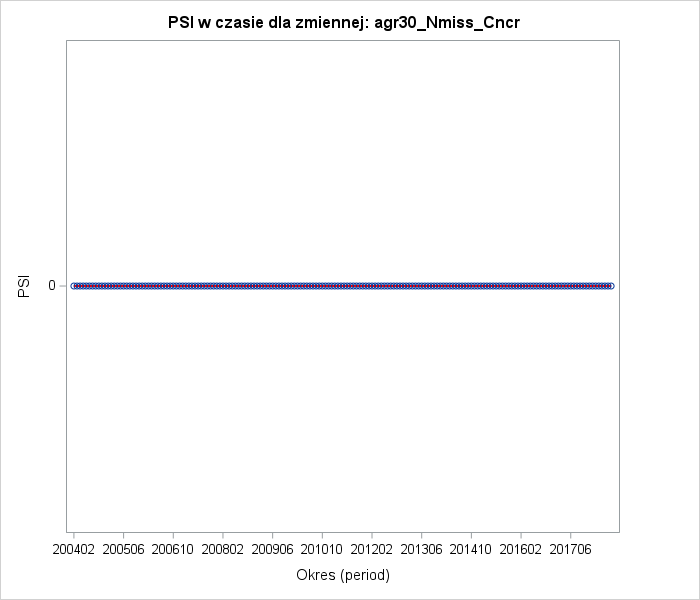 PSI w czasie dla zmiennej: agr30_Nmiss_Cncr
PSI
0
200402 200506 200610 200802 200906 201010 201202 201306 201410 201602 201706
Okres (period)